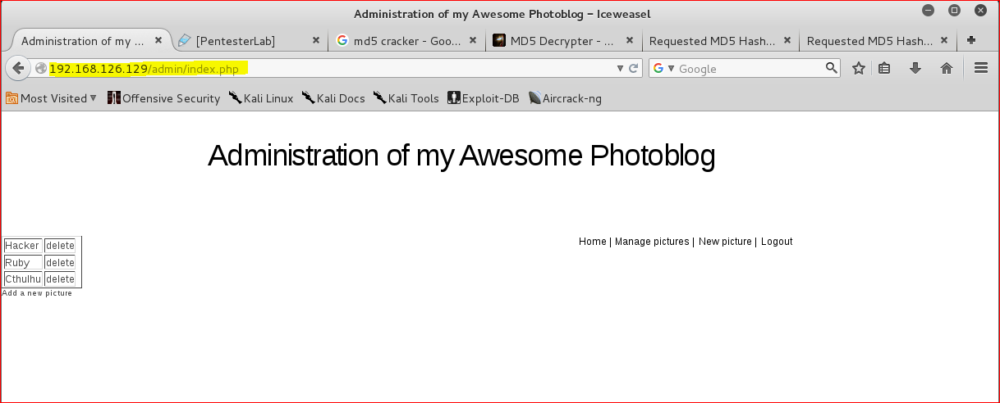 Administration of my Awesome Photoblog - Iceweasel
Administration of my ... [PentesterLab] md5 cracker - Goo... MD5 Decrypter - ... Requested MD5 Hash... Requested MD5 Hash...
192.168.126.129/admin/index.php Google
Most Visited Offensive Security Kali Linux Kali Docs Kali Tools Exploit-DB Aircrack-ng
Administration of my Awesome Photoblog
Home | Manage pictures | New picture | Logout
Hacker delete
Ruby delete
Cthulhu delete
Add a new picture